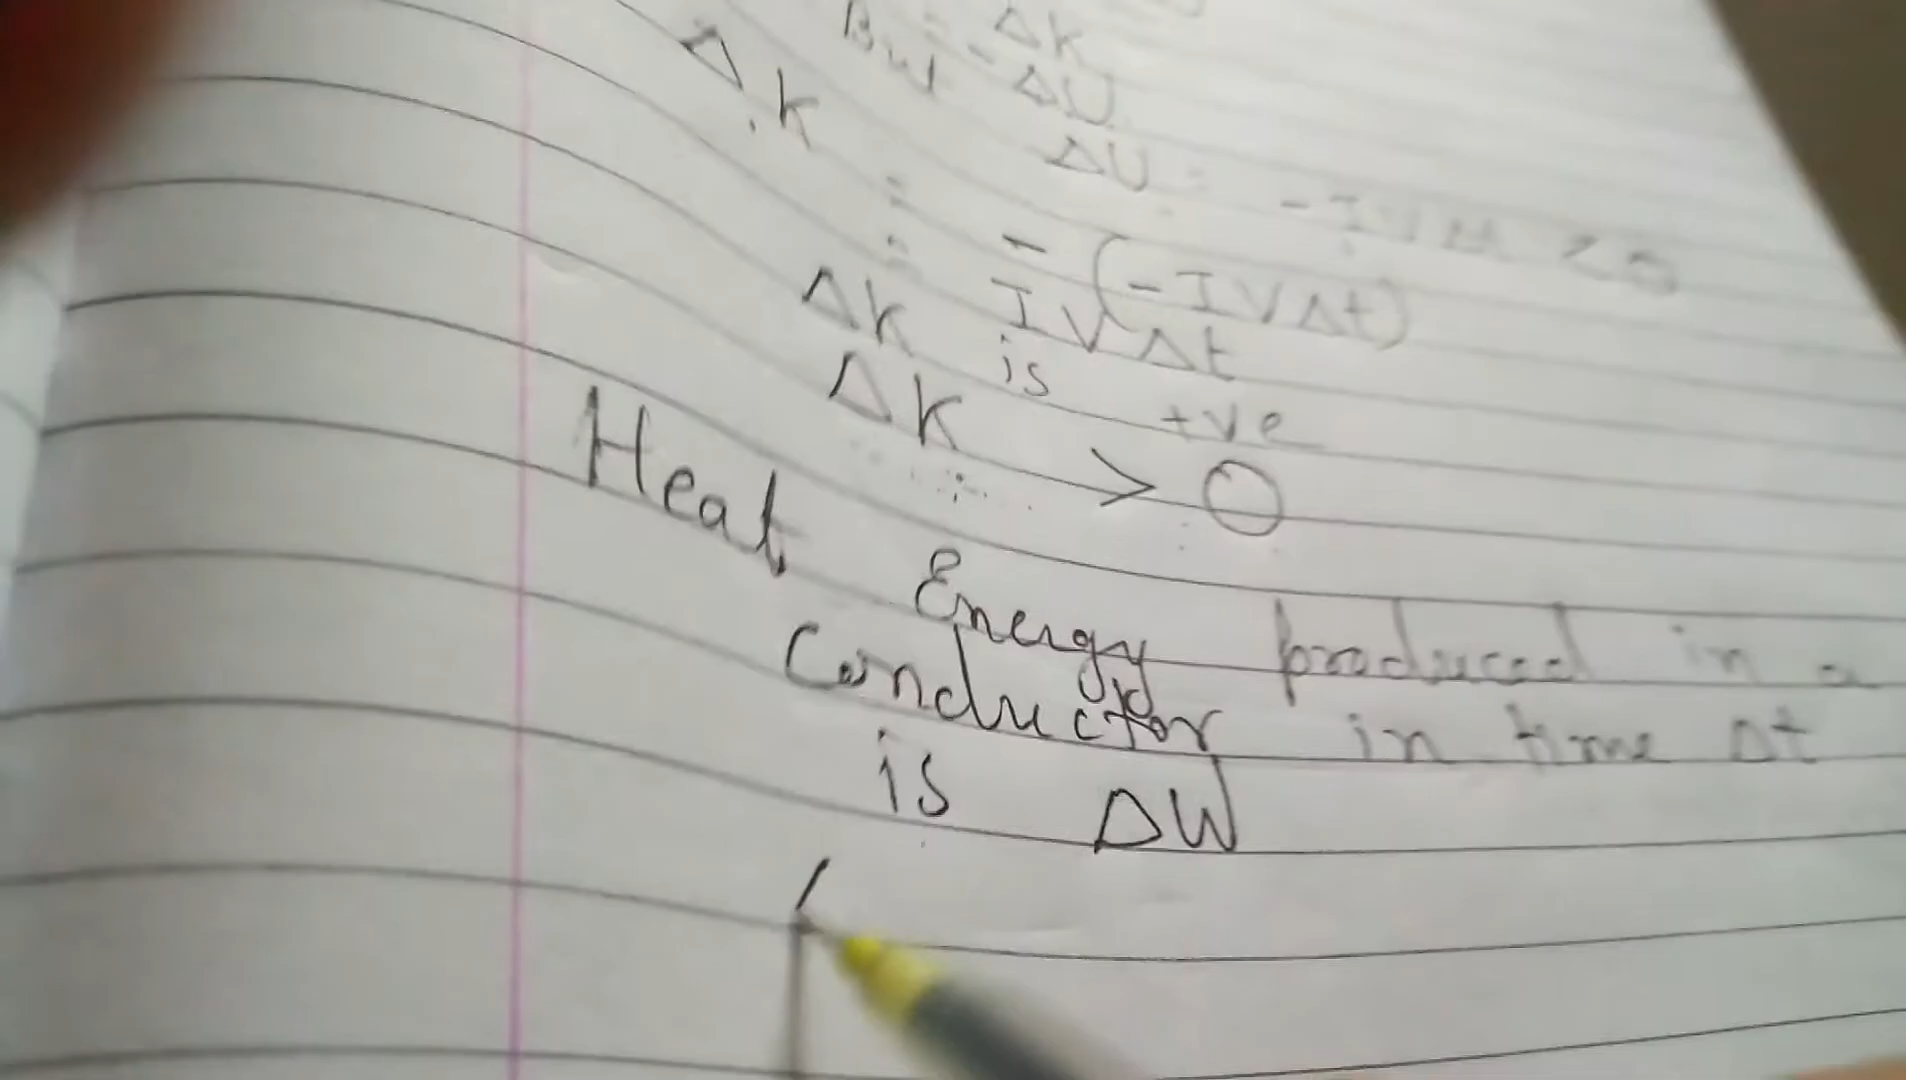 = ΔK
But = - ΔU
ΔU = - IVΔt < 0
ΔK = - (-IVΔt)
= IVΔt
ΔK is +ve
ΔK > 0
Heat Energy produced in a
Conductor in time Δt
is ΔW